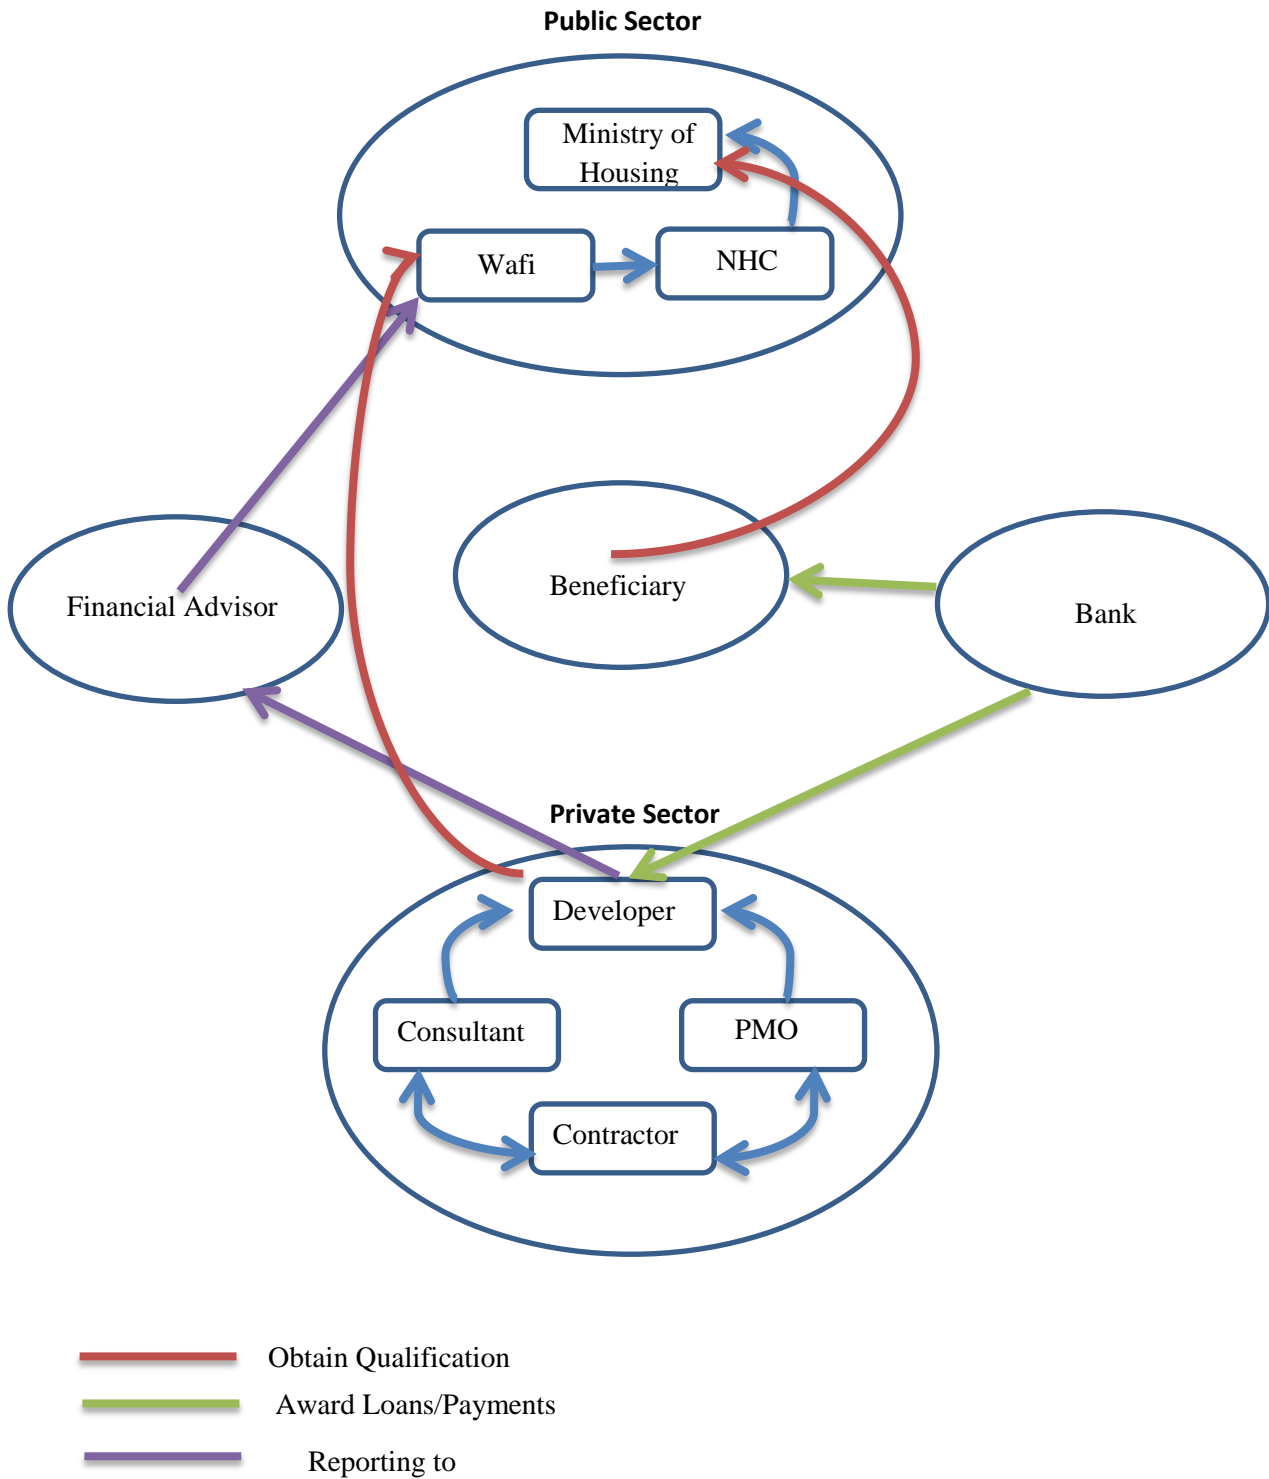 Public Sector
Ministry of
Housing
Wafi
NHC
Financial Advisor
Beneficiary
Bank
Private Sector
Developer
Consultant
PMO
Contractor
Obtain Qualification
Award Loans/Payments
Reporting to